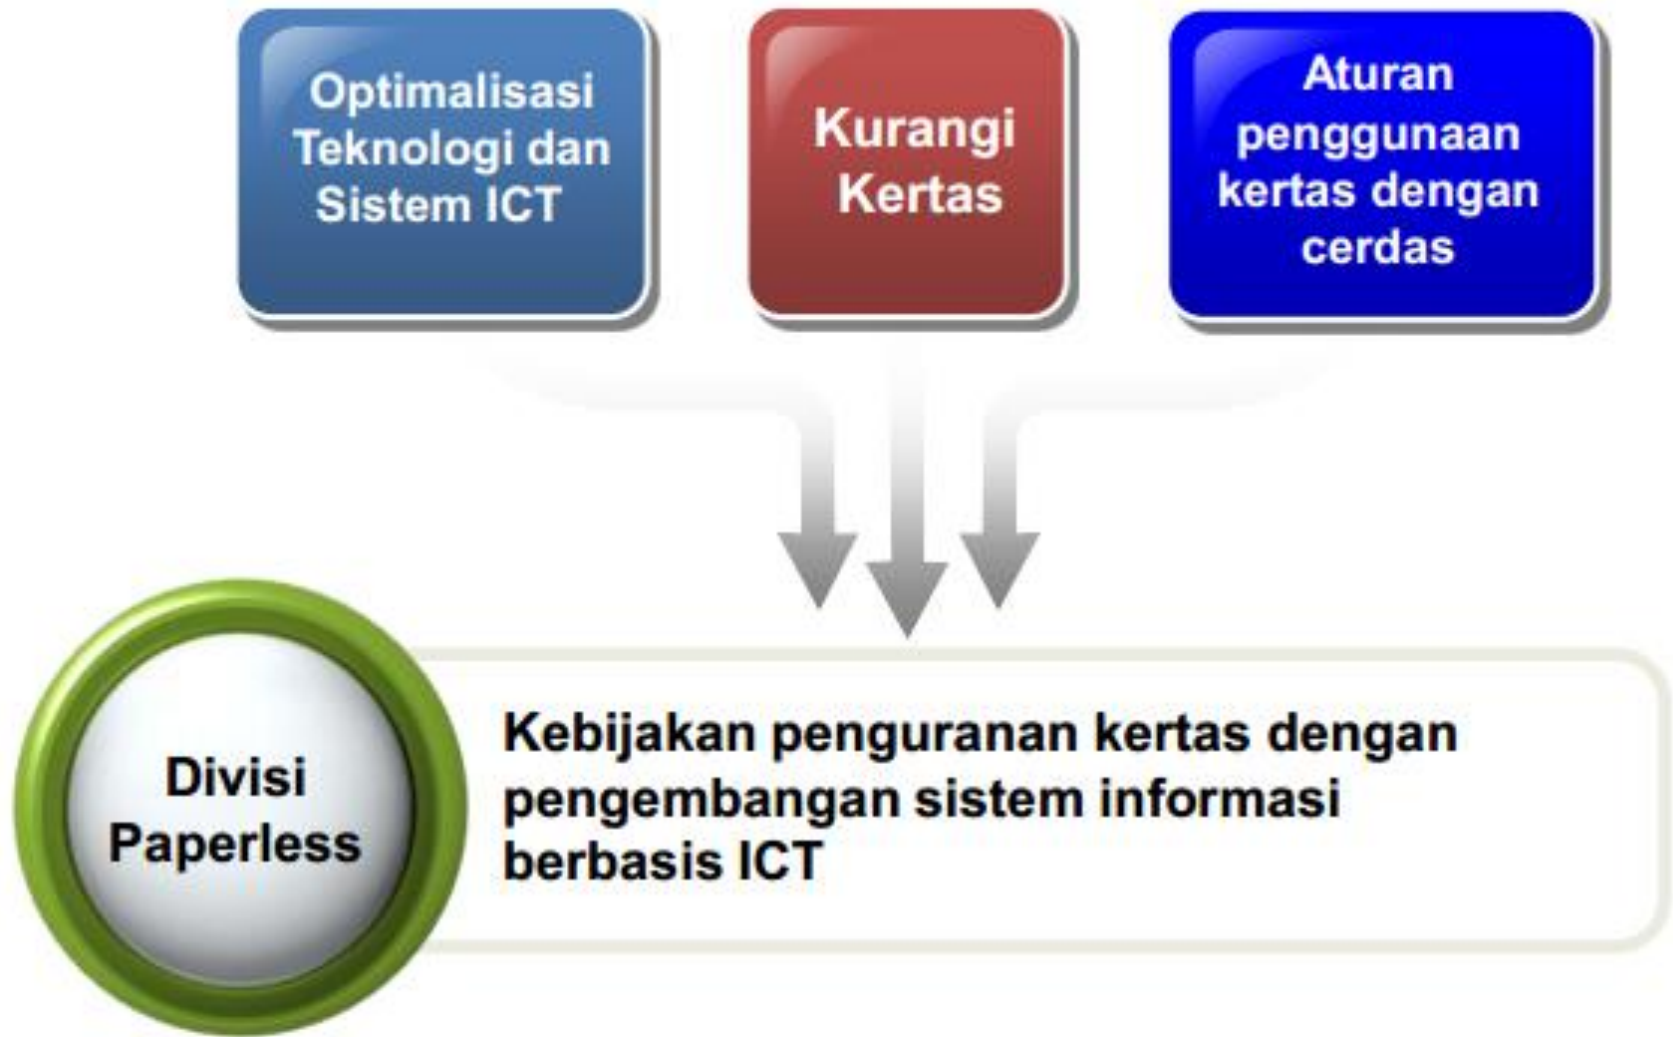 Optimalisasi
Teknologi dan
Sistem ICT
Kurangi
Kertas
Aturan
penggunaan
kertas dengan
cerdas
Divisi
Paperless
Kebijakan penguranan kertas dengan
pengembangan sistem informasi
berbasis ICT